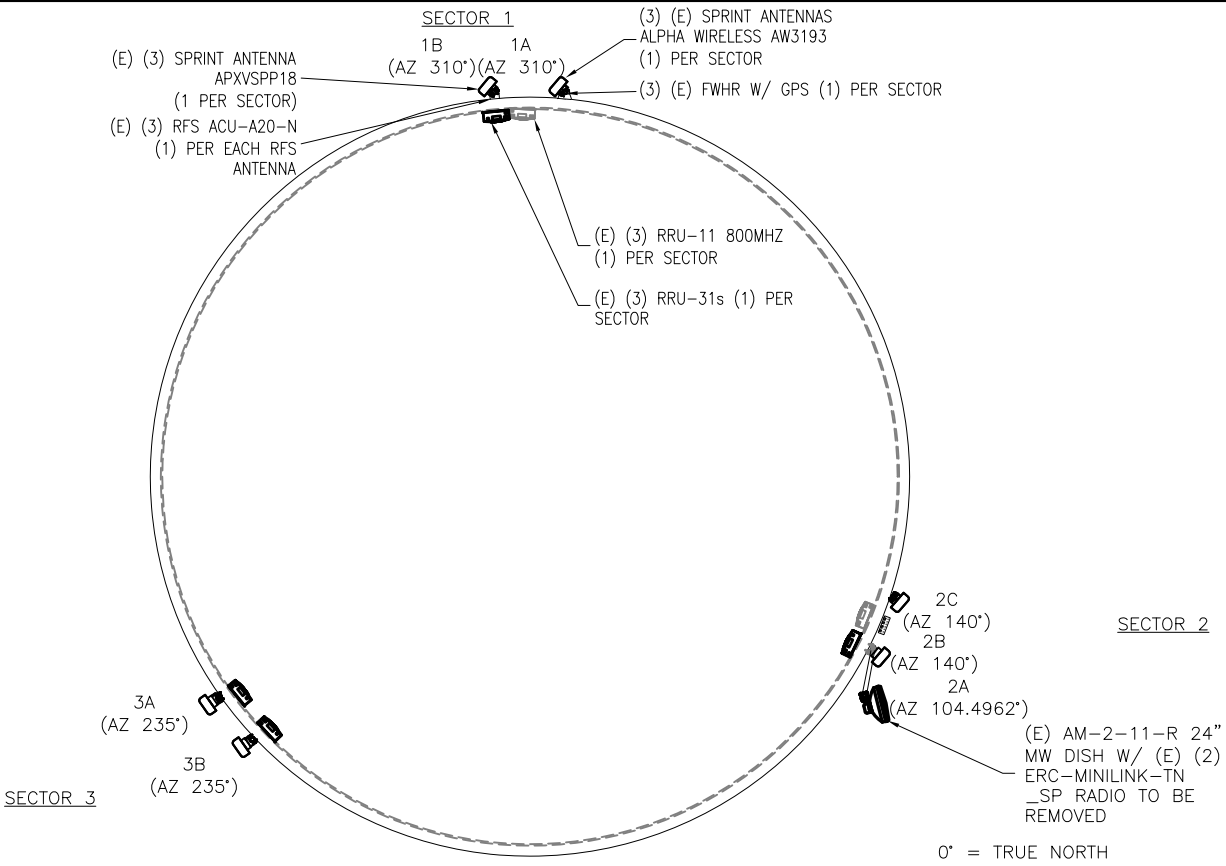 SECTOR 1
(E) (3) SPRINT ANTENNA
APXVSPP18
(1 PER SECTOR)
(E) (3) RFS ACU-A20-N
(1) PER EACH RFS
ANTENNA
1B
(AZ 310°)
1A
(AZ 310°)
(3) (E) SPRINT ANTENNAS
ALPHA WIRELESS AW3193
(1) PER SECTOR
(3) (E) FWHR W/ GPS (1) PER SECTOR
(E) (3) RRU-11 800MHZ
(1) PER SECTOR
(E) (3) RRU-31s (1) PER
SECTOR
2C
(AZ 140°)
2B
(AZ 140°)
2A
(AZ 104.4962°)
SECTOR 2
(E) AM-2-11-R 24”
MW DISH W/ (E) (2)
ERC-MINILINK-TN
_SP RADIO TO BE
REMOVED
3A
(AZ 235°)
3B
(AZ 235°)
SECTOR 3
0° = TRUE NORTH